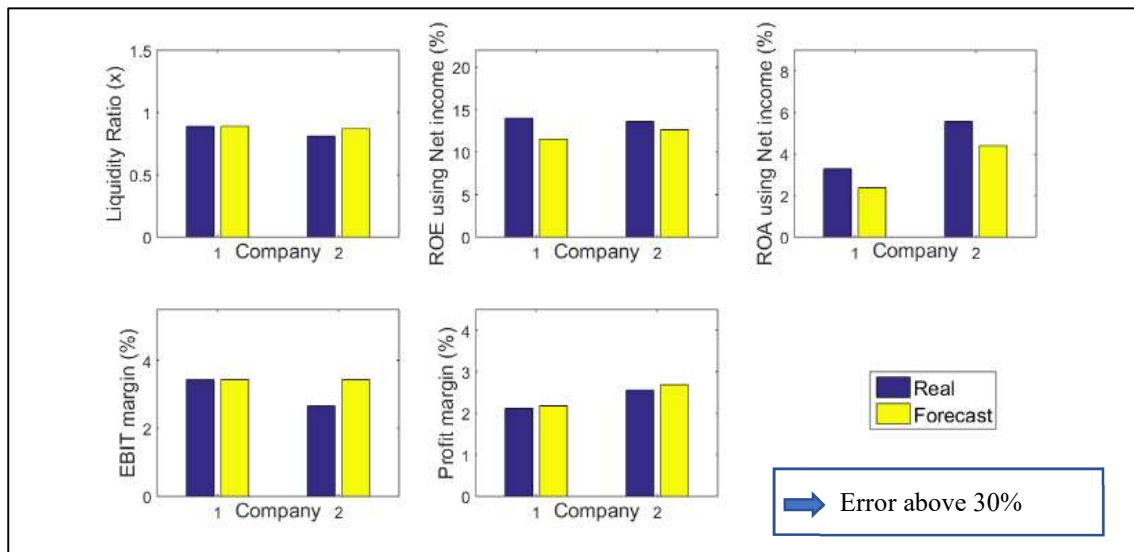 Liquidity Ratio (x)
1.5
1
0.5
0
1 Company 2
ROE using Net income (%)
20
15
10
5
0
1 Company 2
ROA using Net income (%)
8
6
4
2
0
1 Company 2
EBIT margin (%)
4
2
0
1 Company 2
Profit margin (%)
4
3
2
1
0
1 Company 2
Real
Forecast
Error above 30%